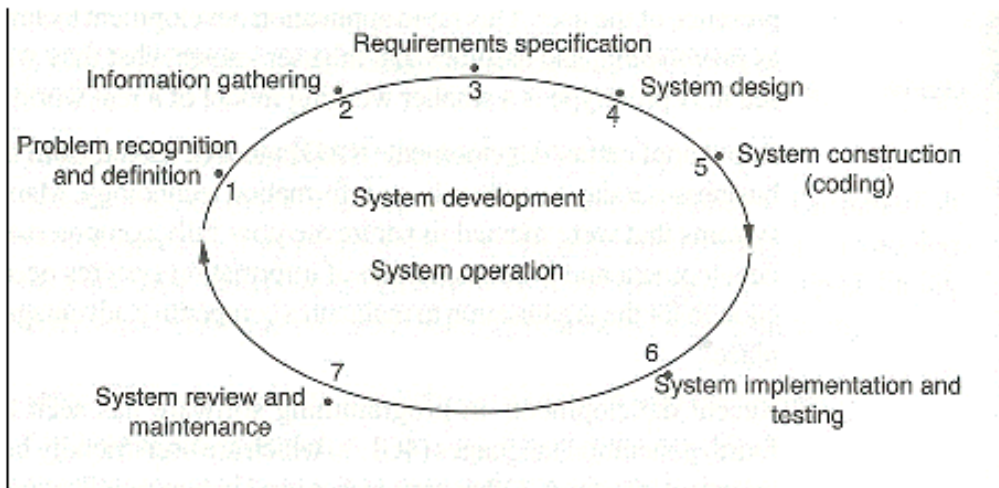 Requirements specification
3
Information gathering
2
System design
4
Problem recognition
and definition
1
System construction
(coding)
5
System development
System operation
6
System implementation and
testing
7
System review and
maintenance